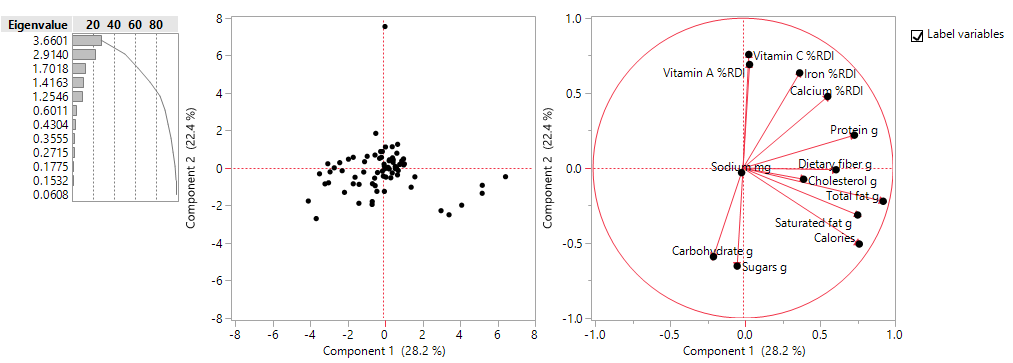 Eigenvalue 20 40 60 80
3.6601
2.9140
1.7018
1.4163
1.2546
0.6011
0.4304
0.3555
0.2715
0.1775
0.1532
0.0608
Component 2 (22.4 %)
8
6
4
2
0
-2
-4
-6
-8
-8 -6 -4 -2 0 2 4 6 8
Component 1 (28.2 %)
Component 2 (22.4 %)
1.0
0.5
0.0
-0.5
-1.0
Vitamin C %RDI
Vitamin A %RDI
Iron %RDI
Calcium %RDI
Protein g
Sodium mg
Dietary fiber g
Cholesterol g
Total fat g
Saturated fat g
Calories
Carbohydrate g
Sugars g
-1.0 -0.5 0.0 0.5 1.0
Component 1 (28.2 %)
Label variables